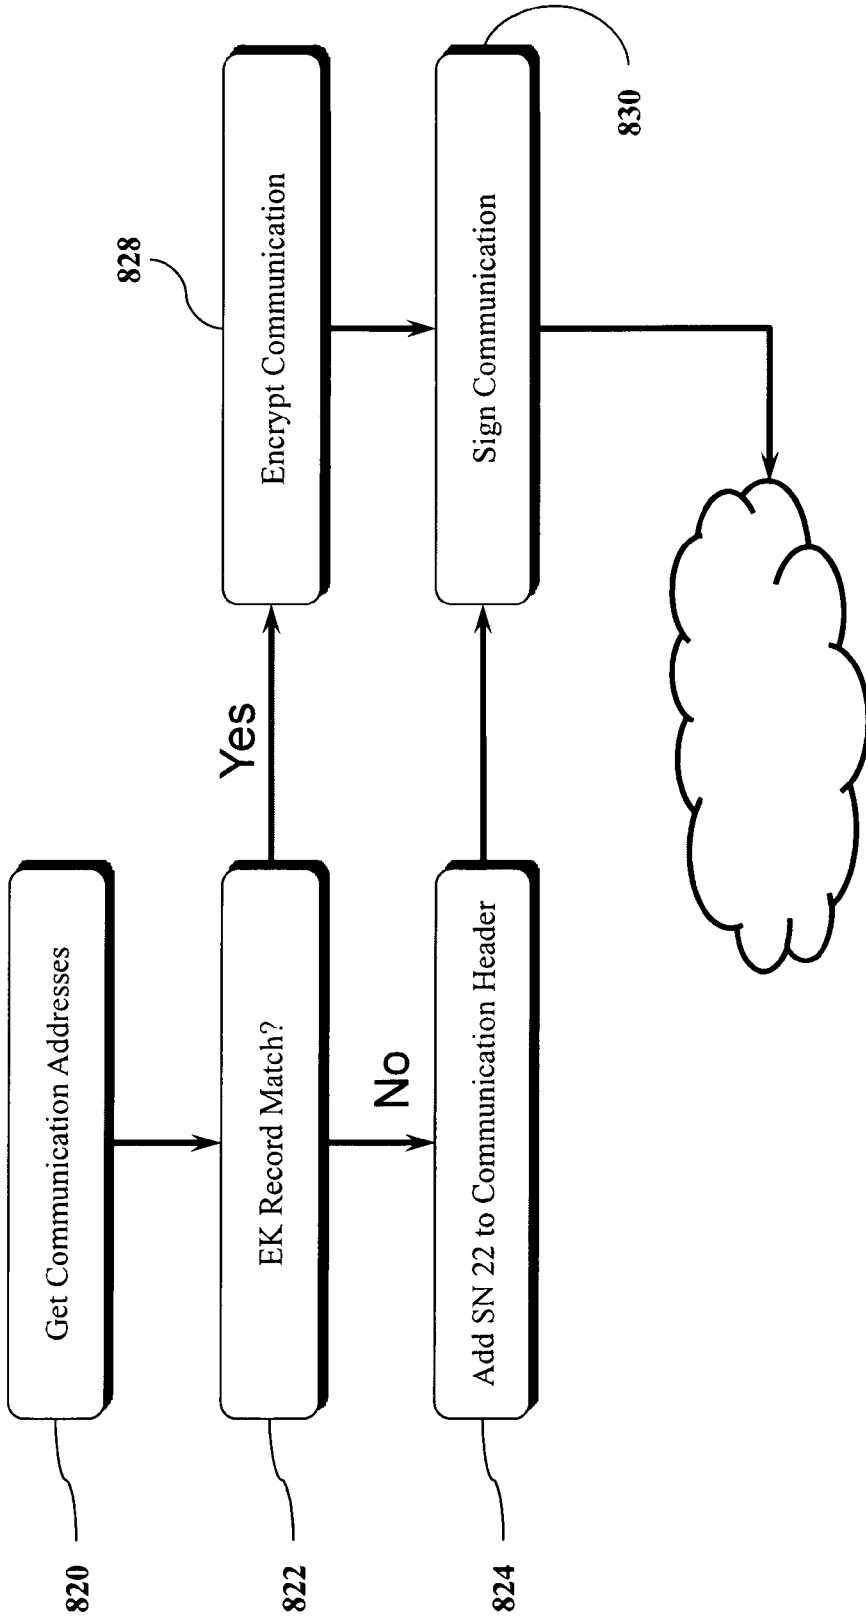 820
Get Communication Addresses
822
EK Record Match?
Yes
828
Encrypt Communication
No
824
Add SN 22 to Communication Header
Sign Communication
830